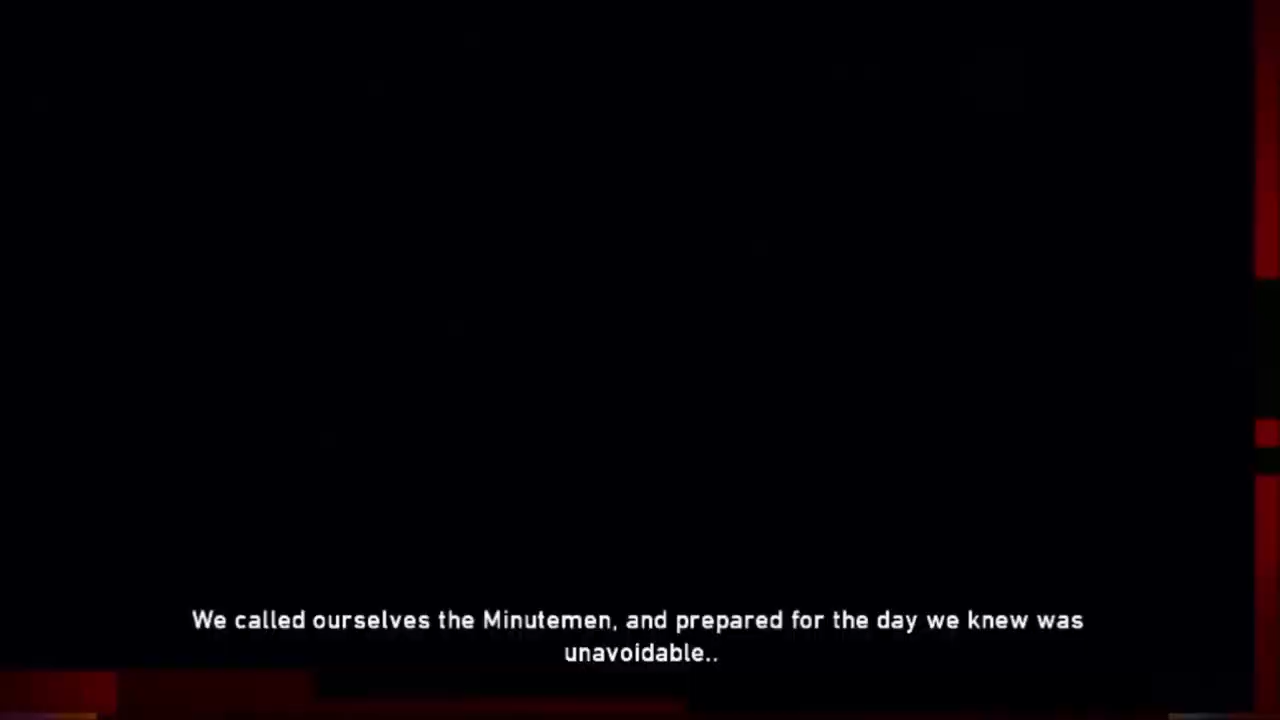 We called ourselves the Minutemen, and prepared for the day we knew was
unavoidable..